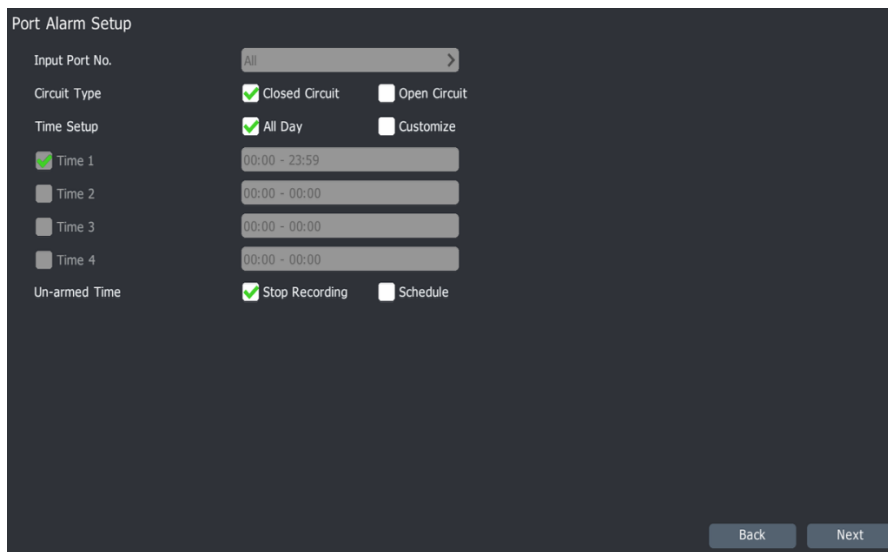 Port Alarm Setup
Input Port No. All
Circuit Type Closed Circuit Open Circuit
Time Setup All Day Customize
Time 1 00:00 - 23:59
Time 2 00:00 - 00:00
Time 3 00:00 - 00:00
Time 4 00:00 - 00:00
Un-armed Time Stop Recording Schedule
Back Next